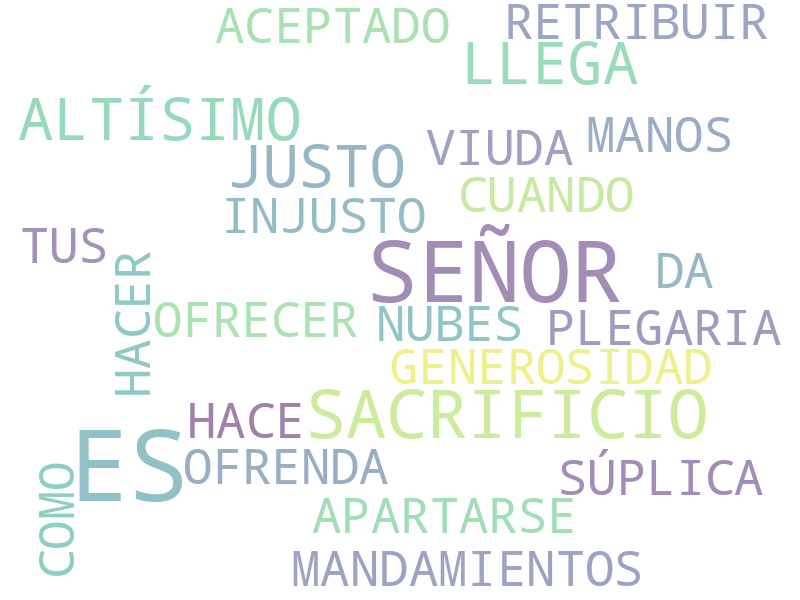 ACEPTADO
RETRIBUIR
LLEGA
ALTÍSIMO
VIUDA
MANOS
JUSTO
CUANDO
INJUSTO
TUS
SEÑOR
DA
HACER
OFRECER
NUBES
PLEGARIA
GENEROSIDAD
SACRIFICIO
HACE
ES
OFRENDA
SÚPLICA
COMO
APARTARSE
MANDAMIENTOS